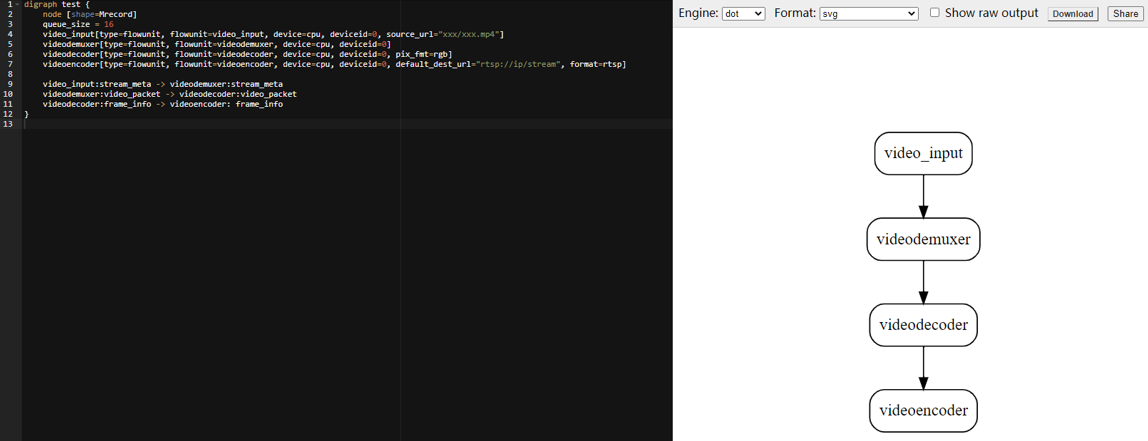 1 digraph test {
2 node [shape=Mrecord]
3 queue_size = 16
4 video_input[type=flowunit, flowunit=video_input, device=cpu, deviceid=0, source_url="xxx/xxx.mp4"]
5 videodemuxer[type=flowunit, flowunit=videodemuxer, device=cpu, deviceid=0]
6 videodecoder[type=flowunit, flowunit=videodecoder, device=cpu, deviceid=0, pix_fmt=rgb]
7 videoencoder[type=flowunit, flowunit=videoencoder, device=cpu, deviceid=0, default_dest_url="rtsp://ip/stream", format=rtsp]
8
9 video_input:stream_meta -> videodemuxer:stream_meta
10 videodemuxer:video_packet -> videodecoder:video_packet
11 videodecoder:frame_info -> videoencoder: frame_info
12 }
13
Engine: dot Format: svg Show raw output Download Share
video_input
videodemuxer
videodecoder
videoencoder